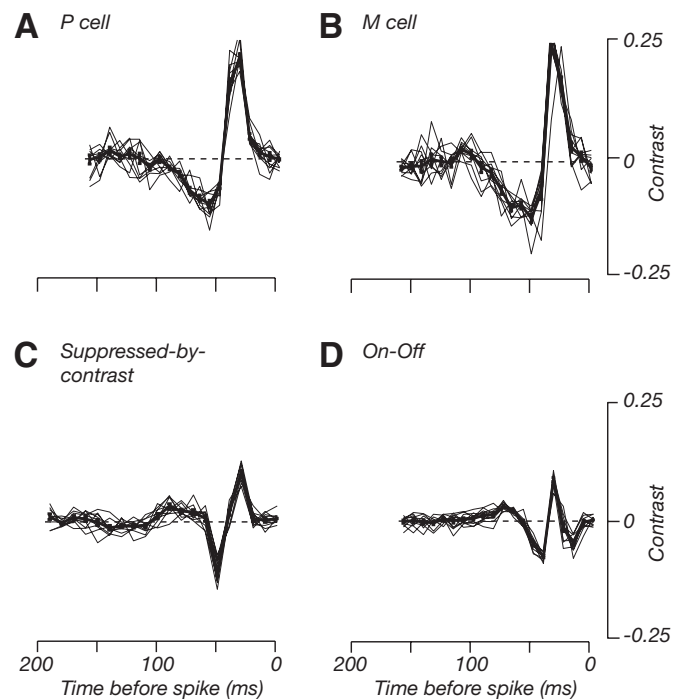 A P cell
B M cell
0.25
0
-0.25
Contrast
C Suppressed-by-
contrast
D On-Off
0.25
0
-0.25
Contrast
200 100 0
Time before spike (ms)
200 100 0
Time before spike (ms)